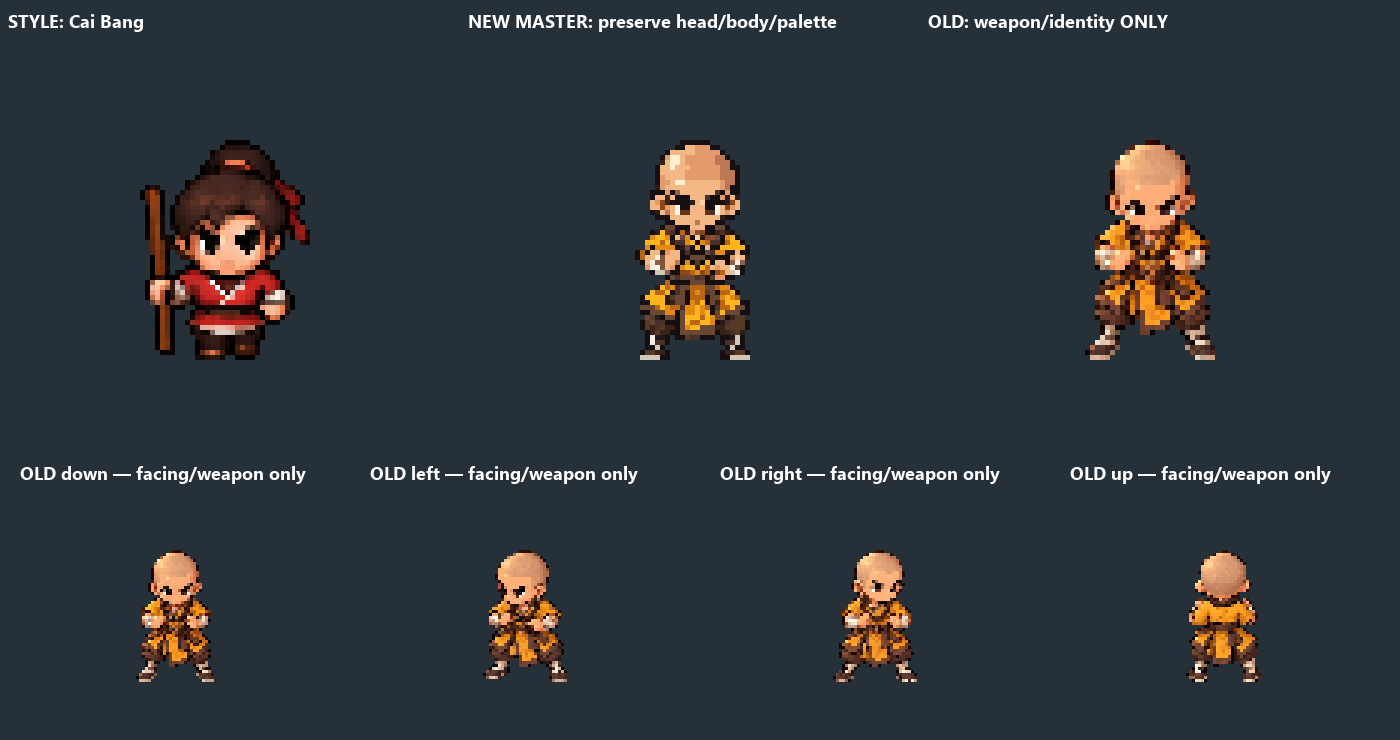 STYLE: Cai Bang
NEW MASTER: preserve head/body/palette
OLD: weapon/identity ONLY
OLD down — facing/weapon only
OLD left — facing/weapon only
OLD right — facing/weapon only
OLD up — facing/weapon only